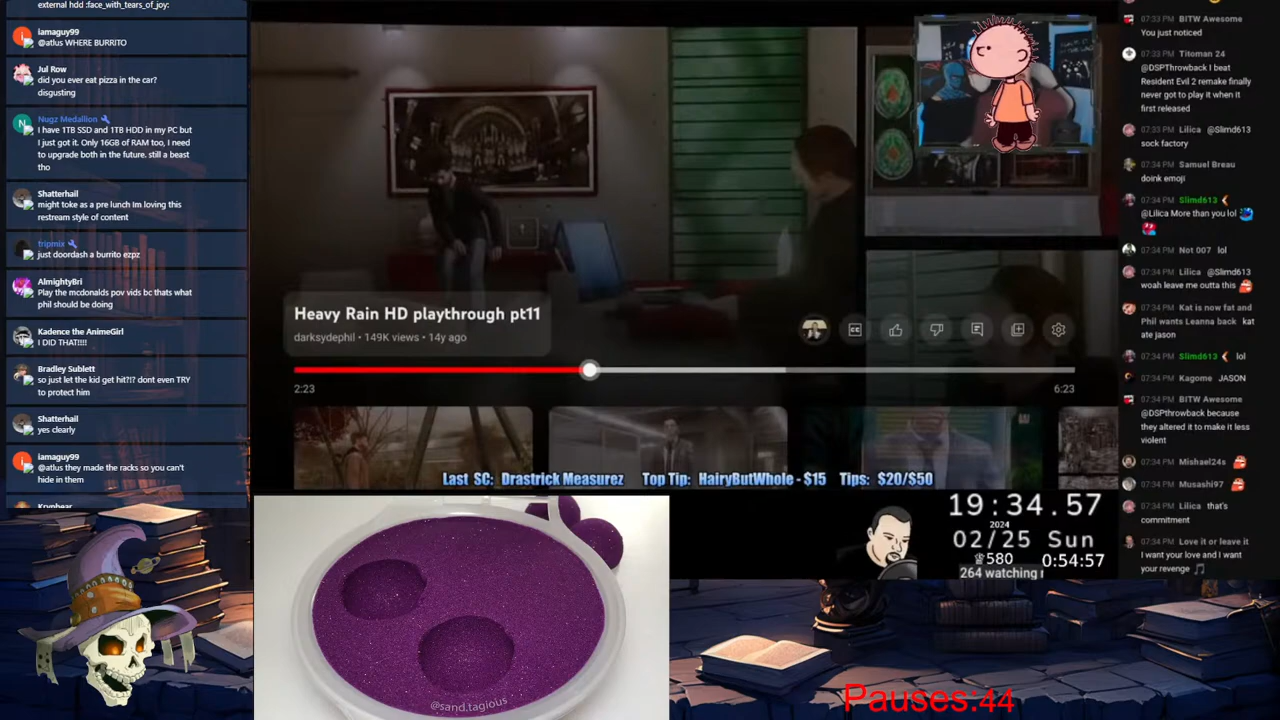 external hdd :face_with_tears_of_joy:
iamaguy99
@atlus WHERE BURRITO
Jul Row
did you ever eat pizza in the car?
disgusting
Nugz Medallion
I have 1TB SSD and 1TB HDD in my PC but
I just got it. Only 16GB of RAM too, I need
to upgrade both in the future. still a beast
tho
Shatterhail
might toke as a pre lunch Im loving this
restream style of content
tripmix
just doordash a burrito ezpz
AlmightyBri
Play the mcdonalds pov vids bc thats what
phil should be doing
Kadence the AnimeGirl
I DID THAT!!!!
Bradley Sublett
so just let the kid get hit?!? dont even TRY
to protect him
Shatterhail
yes clearly
iamaguy99
@atlus they made the racks so you can't
hide in them
Heavy Rain HD playthrough pt11
darksydephil • 149K views • 14y ago
CC
2:23
6:23
Last SC: Drastrick Measurez Top Tip: HairyButWhole - $15 Tips: $20/$50
@sand.tagious
19:34.57
2024
02/25 Sun
580
0:54:57
264 watching
Pauses:44
07:33 PM BITW Awesome
You just noticed
07:33 PM Titoman 24
@DSPThrowback I beat
Resident Evil 2 remake finally
never got to play it when it
first released
07:33 PM Lilica @Slimd613
sock factory
07:34 PM Samuel Breau
doink emoji
07:34 PM Slimd613
@Lilica More than you lol
07:34 PM Not 007 lol
07:34 PM Lilica @Slimd613
woah leave me outta this
07:34 PM Kat is now fat and
Phil wants Leanna back kat
ate jason
07:34 PM Slimd613 lol
07:34 PM Kagome JASON
07:34 PM BITW Awesome
@DSPthrowback because
they altered it to make it less
violent
07:34 PM Mishael24s
07:34 PM Musashi97
07:34 PM Lilica that's
commitment
07:34 PM Love it or leave it
I want your love and I want
your revenge